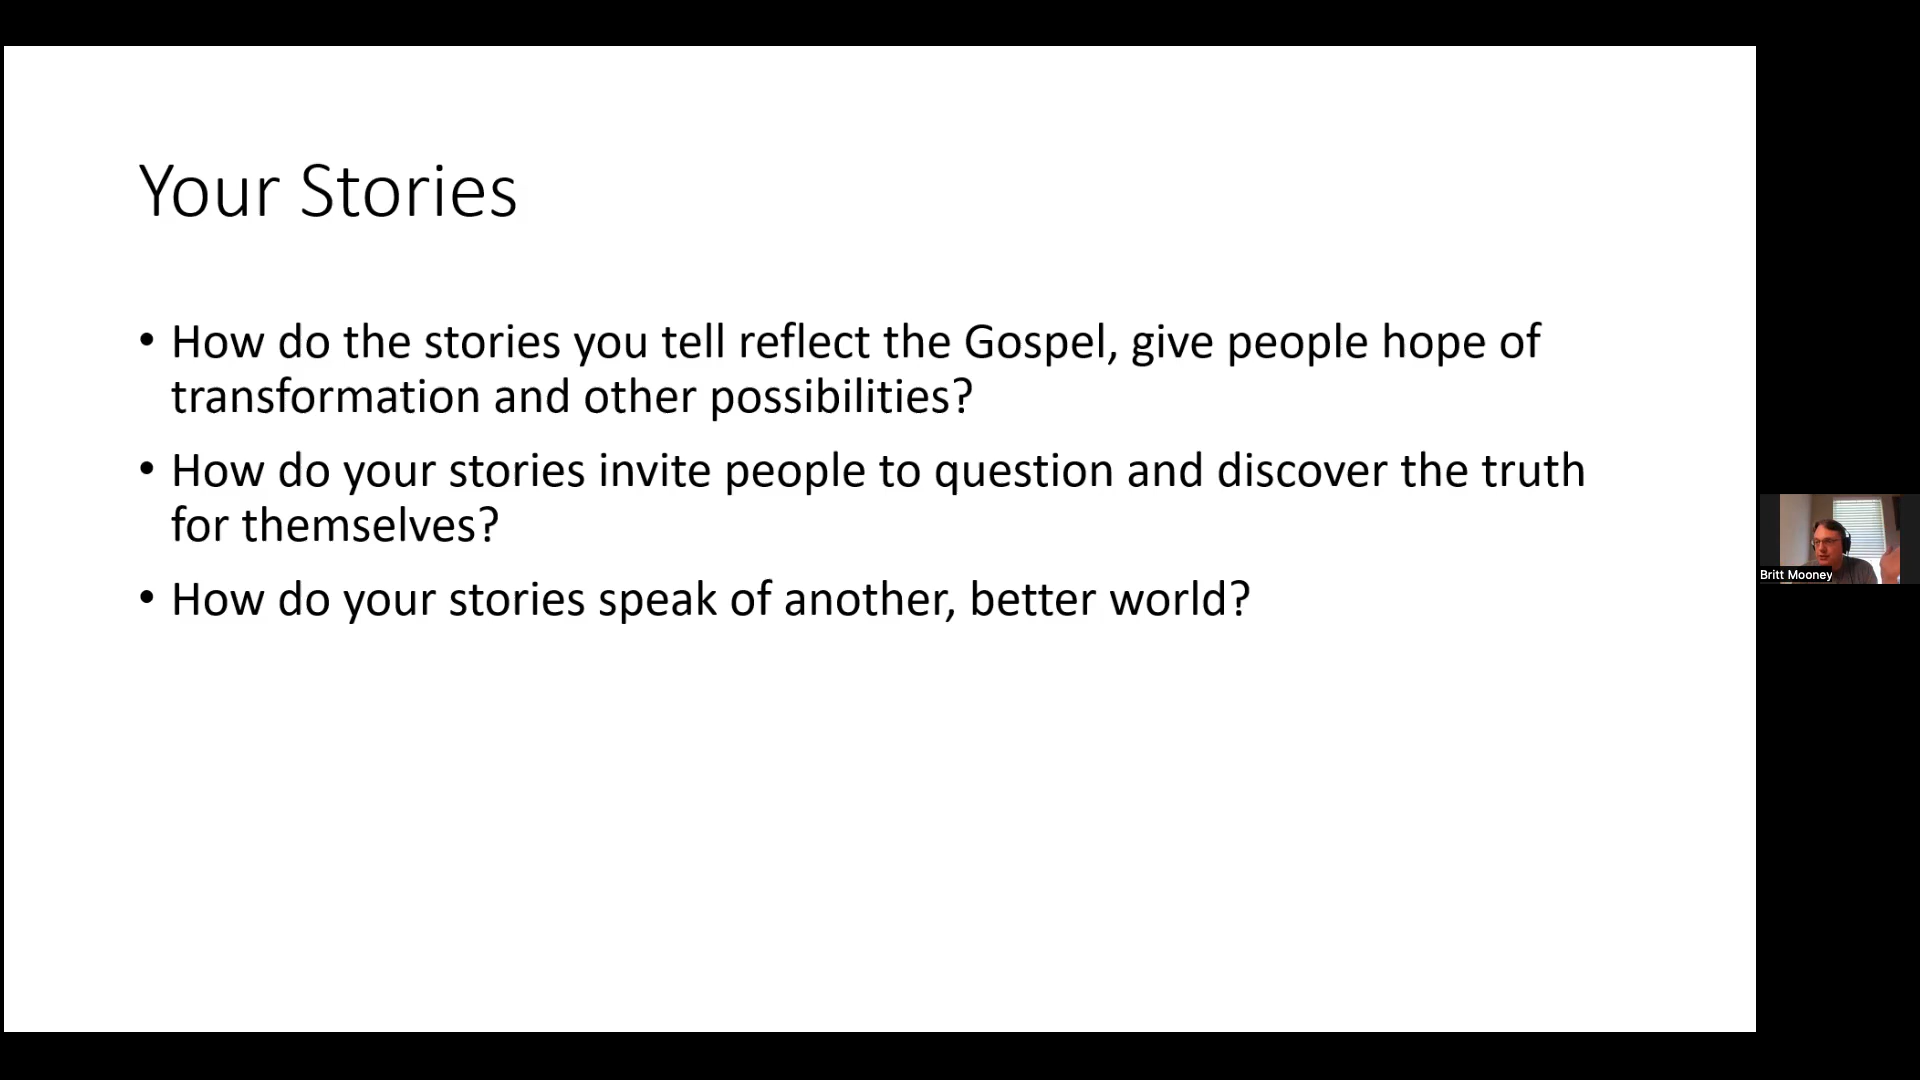 Your Stories
• How do the stories you tell reflect the Gospel, give people hope of
transformation and other possibilities?
• How do your stories invite people to question and discover the truth
for themselves?
• How do your stories speak of another, better world?
Britt Mooney